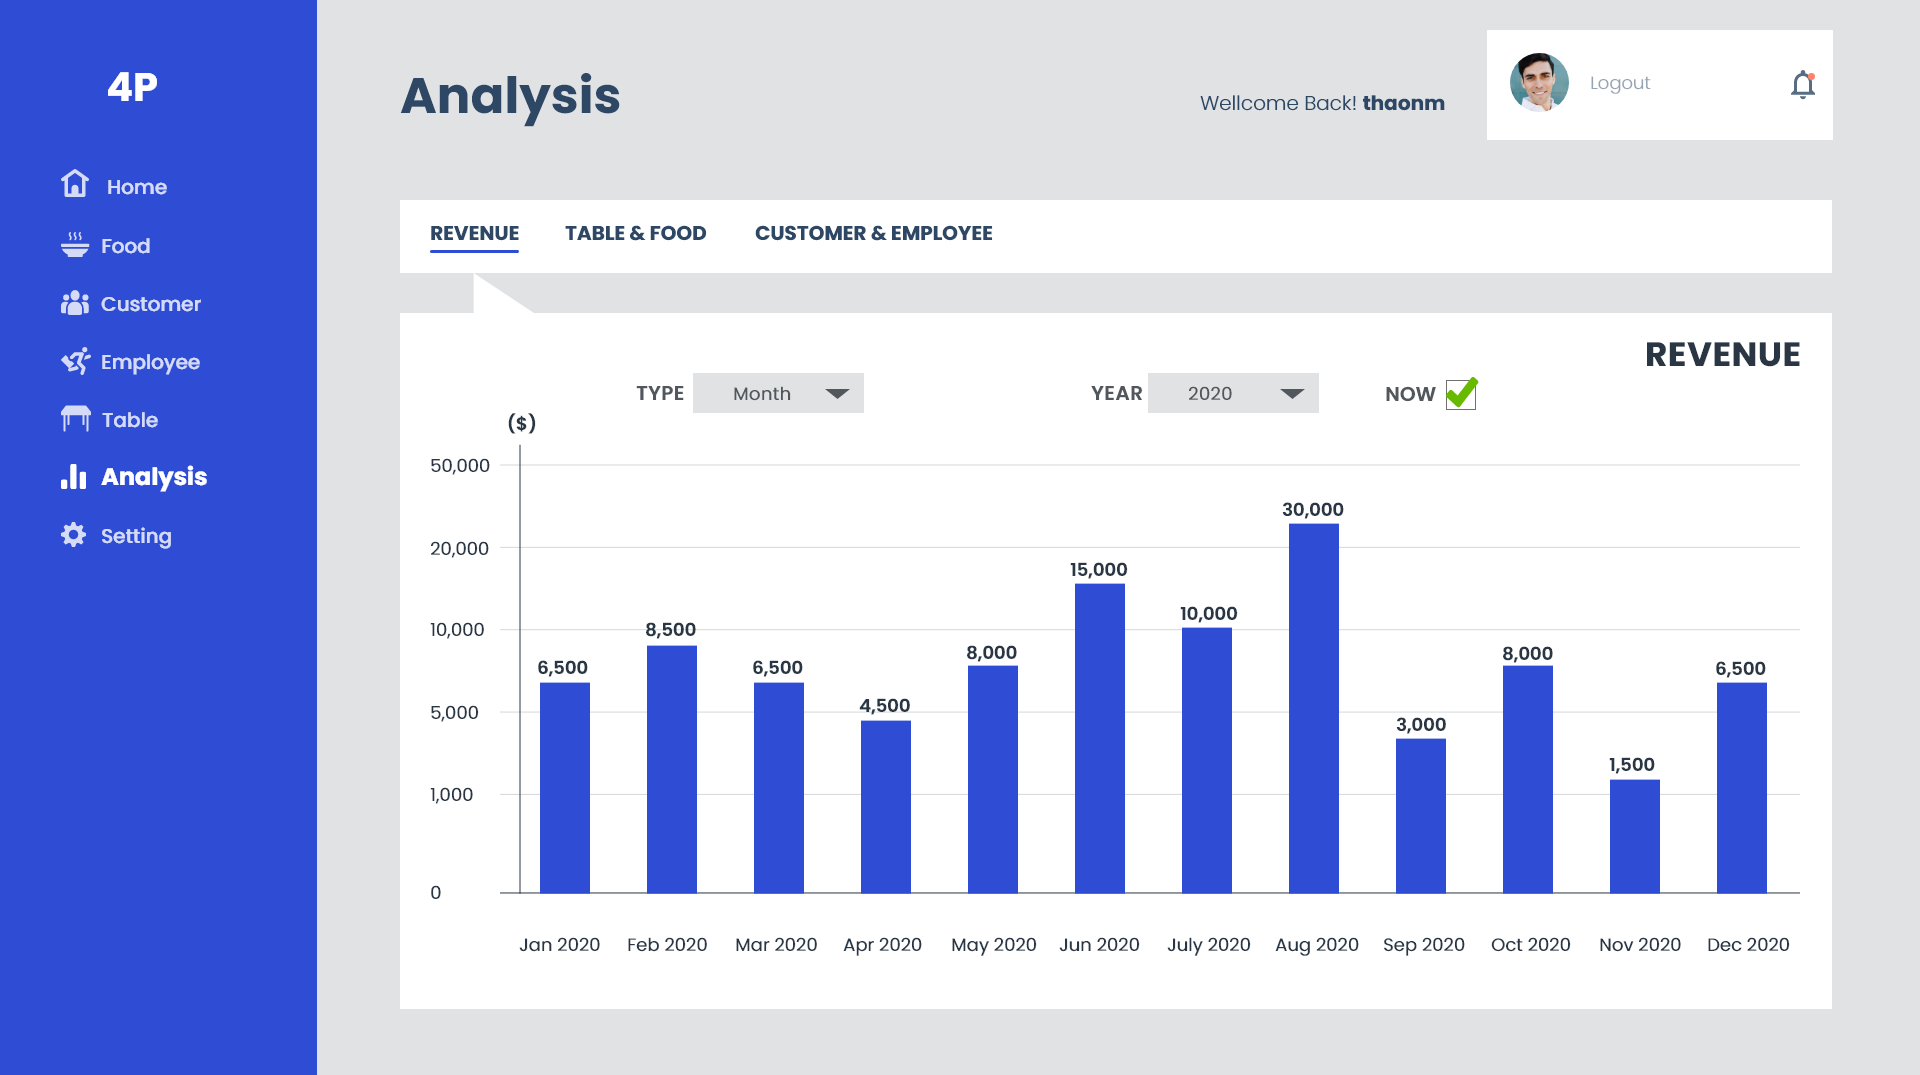 4P
Home
Food
Customer
Employee
Table
Analysis
Setting
Analysis
Wellcome Back! thaonm
Logout
REVENUE TABLE & FOOD CUSTOMER & EMPLOYEE
REVENUE
TYPE Month YEAR 2020 NOW
($)
50,000
20,000
10,000
5,000
1,000
0
6,500
8,500
6,500
4,500
8,000
15,000
10,000
30,000
3,000
8,000
1,500
6,500
Jan 2020 Feb 2020 Mar 2020 Apr 2020 May 2020 Jun 2020 July 2020 Aug 2020 Sep 2020 Oct 2020 Nov 2020 Dec 2020